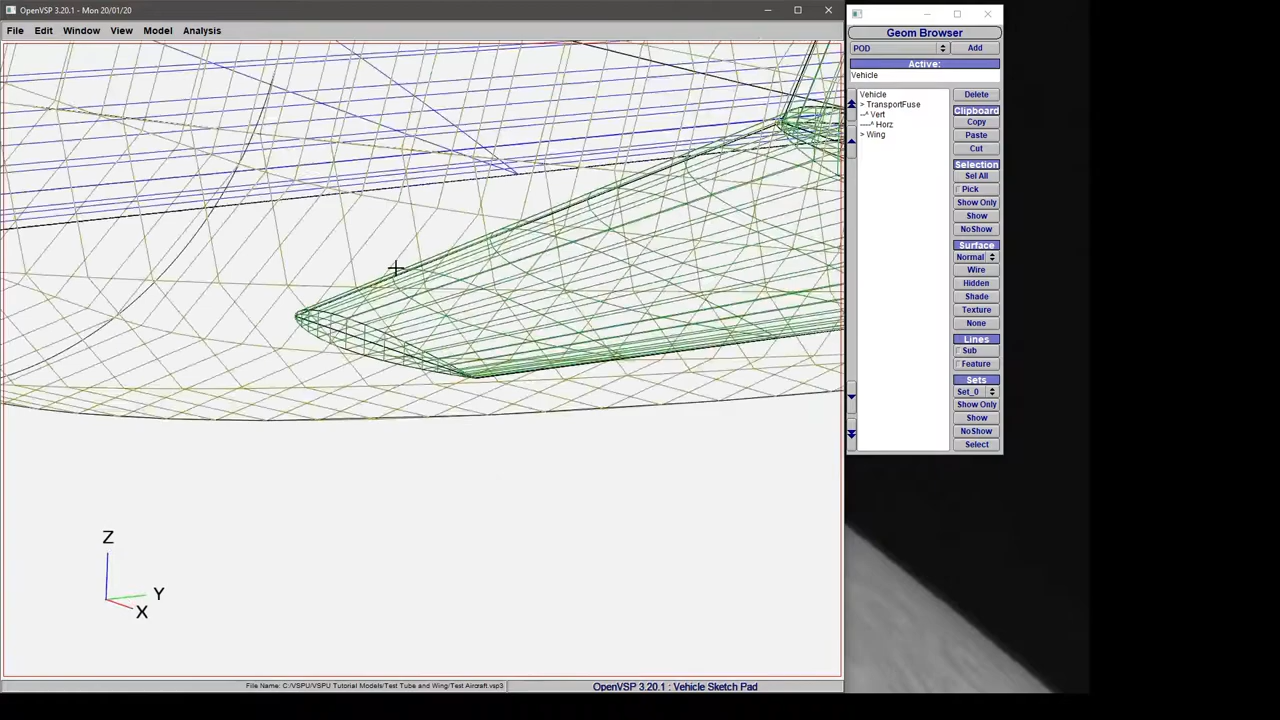 OpenVSP 3.20.1 - Mon 20/01/20
File Edit Window View Model Analysis
Z
Y
X
File Name: C:/VSPU/VSPU Tutorial Models/Test Tube and Wing/Test Aircraft.vsp3
OpenVSP 3.20.1 : Vehicle Sketch Pad
Geom Browser
POD
Add
Active:
Vehicle
Vehicle
> TransportFuse
--^ Vert
----^ Horz
> Wing
Delete
Clipboard
Copy
Paste
Cut
Selection
Sel All
Pick
Show Only
Show
NoShow
Surface
Normal
Wire
Hidden
Shade
Texture
None
Lines
Sub
Feature
Sets
Set_0
Show Only
Show
NoShow
Select